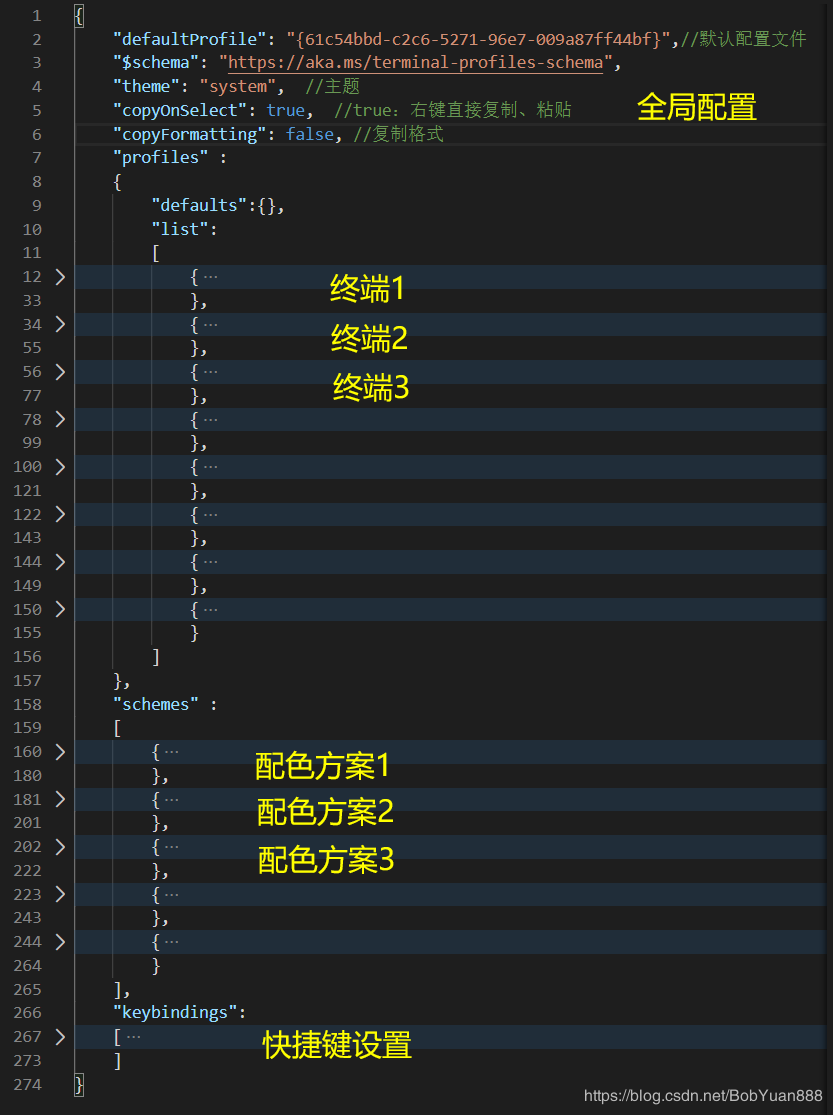 1 {
2 "defaultProfile": "{61c54bbd-c2c6-5271-96e7-009a87ff44bf}",//默认配置文件
3 "$schema": "https://aka.ms/terminal-profiles-schema",
4 "theme": "system", //主题
5 "copyOnSelect": true, //true：右键直接复制、粘贴 全局配置
6 "copyFormatting": false, //复制格式
7 "profiles" :
8 {
9 "defaults":{},
10 "list":
11 [
12 {… 终端1
33 },
34 {… 终端2
55 },
56 {… 终端3
77 },
78 {…
99 },
100 {…
121 },
122 {…
143 },
144 {…
149 },
150 {…
155 }
156 ]
157 },
158 "schemes" :
159 [
160 {… 配色方案1
180 },
181 {… 配色方案2
201 },
202 {… 配色方案3
222 },
223 {…
243 },
244 {…
264 }
265 ],
266 "keybindings":
267 [… 快捷键设置
273 ]
274 }
https://blog.csdn.net/BobYuan888